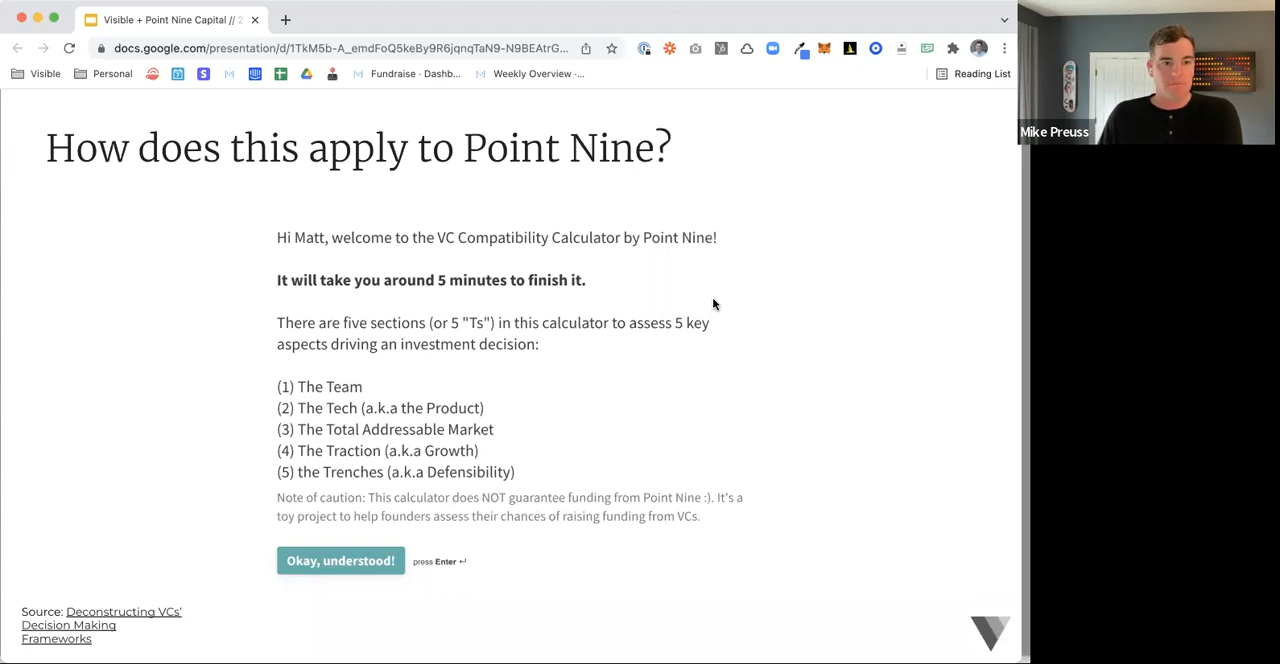 Visible + Point Nine Capital // 2
docs.google.com/presentation/d/1TkM5b-A_emdFoQ5keBy9R6jqnqTaN9-N9BEAtrG...
Visible
Personal
Fundraise · Dashb...
Weekly Overview ·...
Reading List
Mike Preuss
How does this apply to Point Nine?
Hi Matt, welcome to the VC Compatibility Calculator by Point Nine!
It will take you around 5 minutes to finish it.
There are five sections (or 5 "Ts") in this calculator to assess 5 key
aspects driving an investment decision:
(1) The Team
(2) The Tech (a.k.a the Product)
(3) The Total Addressable Market
(4) The Traction (a.k.a Growth)
(5) the Trenches (a.k.a Defensibility)
Note of caution: This calculator does NOT guarantee funding from Point Nine :). It's a
toy project to help founders assess their chances of raising funding from VCs.
Okay, understood!
press Enter ↵
Source: Deconstructing VCs'
Decision Making
Frameworks